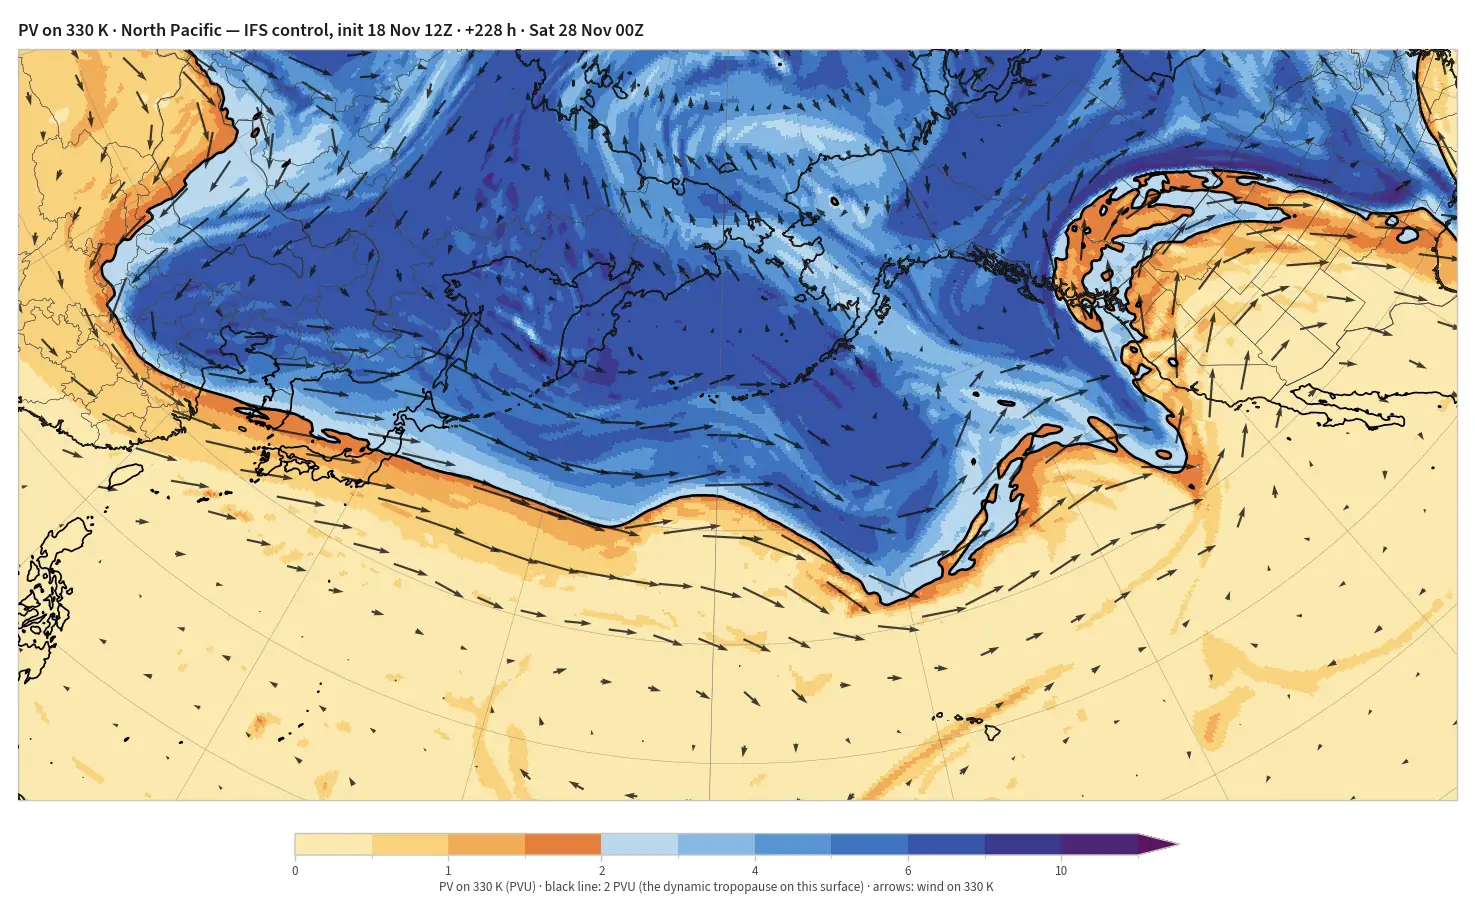 PV on 330 K · North Pacific — IFS control, init 18 Nov 12Z · +228 h · Sat 28 Nov 00Z
0 1 2 4 6 10
PV on 330 K (PVU) · black line: 2 PVU (the dynamic tropopause on this surface) · arrows: wind on 330 K